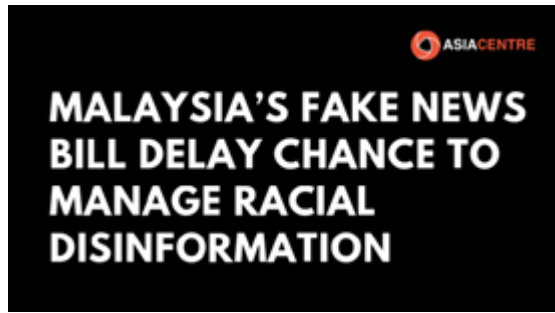 ASIACENTRE
MALAYSIA’S FAKE NEWS
BILL DELAY CHANCE TO
MANAGE RACIAL
DISINFORMATION